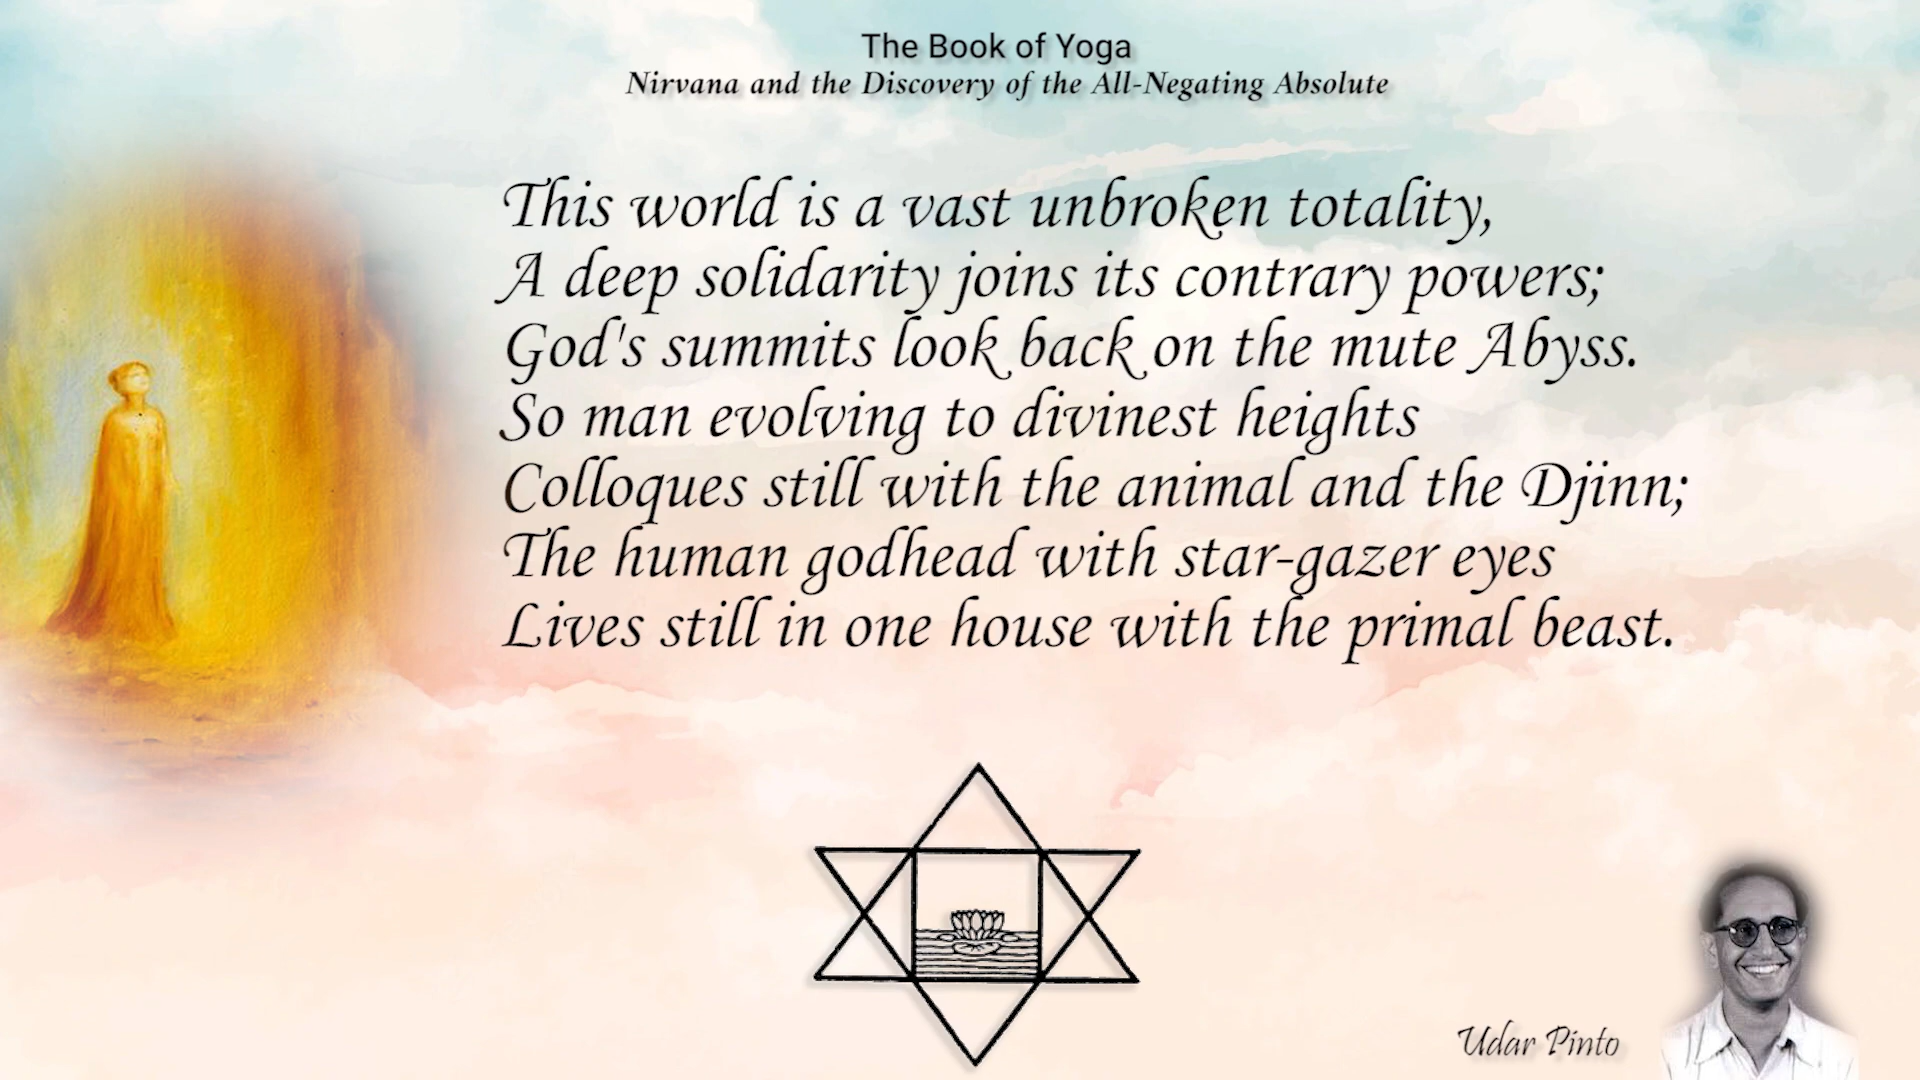 The Book of Yoga
Nirvana and the Discovery of the All-Negating Absolute
This world is a vast unbroken totality,
A deep solidarity joins its contrary powers;
God's summits look back on the mute Abyss.
So man evolving to divinest heights
Colloques still with the animal and the Djinn;
The human godhead with star-gazer eyes
Lives still in one house with the primal beast.
Udar Pinto